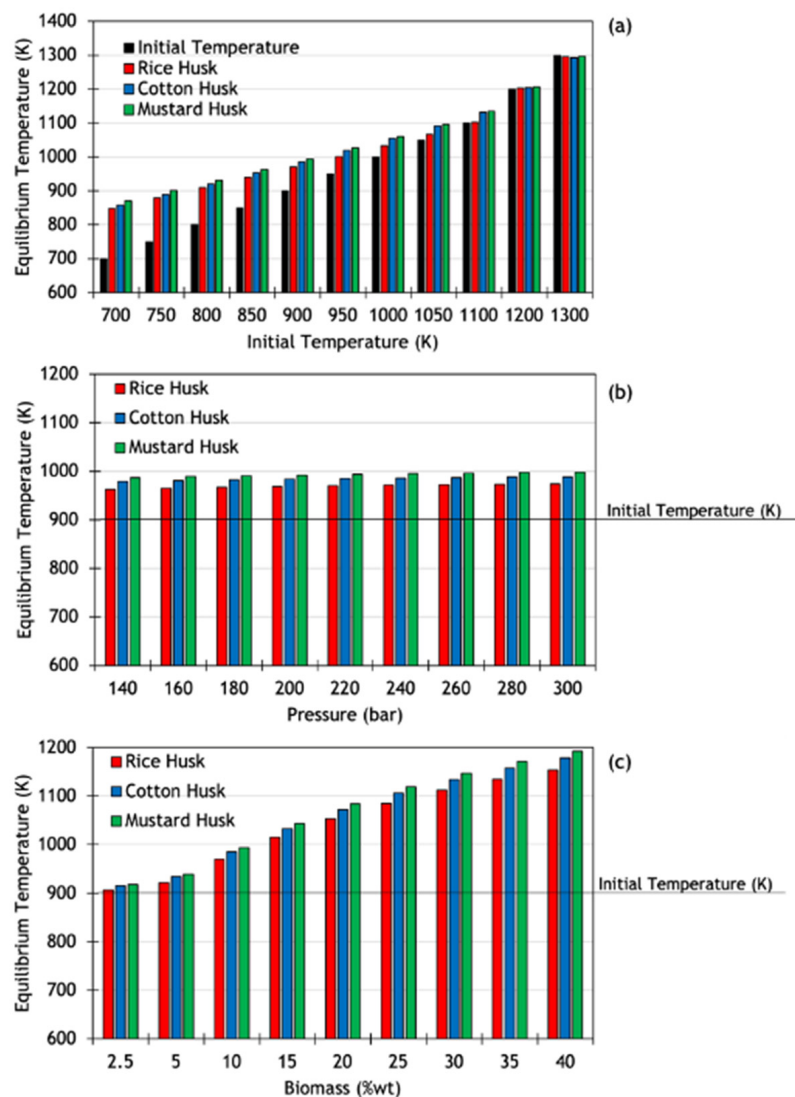 (a)
Equilibrium Temperature (K)
1400
1300
1200
1100
1000
900
800
700
600
Initial Temperature
Rice Husk
Cotton Husk
Mustard Husk
700 750 800 850 900 950 1000 1050 1100 1200 1300
Initial Temperature (K)
(b)
Equilibrium Temperature (K)
1200
1100
1000
900
800
700
600
Rice Husk
Cotton Husk
Mustard Husk
Initial Temperature (K)
140 160 180 200 220 240 260 280 300
Pressure (bar)
(c)
Equilibrium Temperature (K)
1200
1100
1000
900
800
700
600
Rice Husk
Cotton Husk
Mustard Husk
Initial Temperature (K)
2.5 5 10 15 20 25 30 35 40
Biomass (%wt)